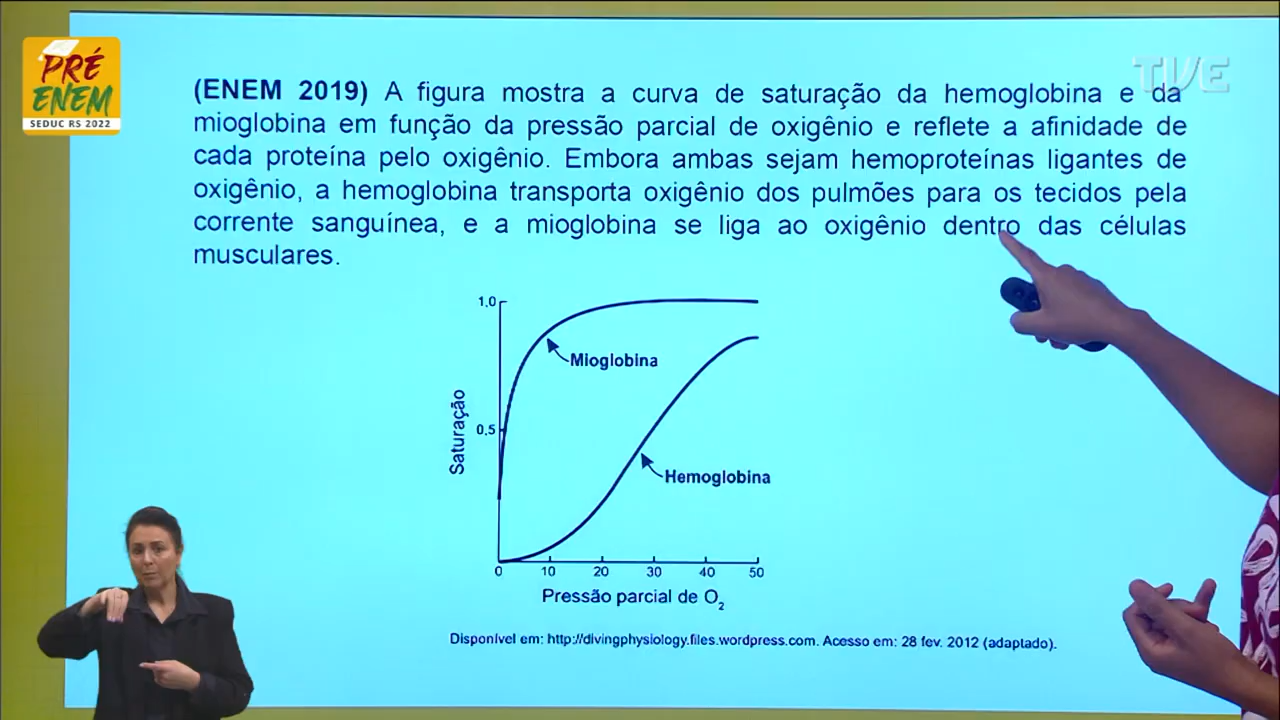 PRÉ
ENEM
SEDUC RS 2022
TVE
(ENEM 2019) A figura mostra a curva de saturação da hemoglobina e da
mioglobina em função da pressão parcial de oxigênio e reflete a afinidade de
cada proteína pelo oxigênio. Embora ambas sejam hemoproteínas ligantes de
oxigênio, a hemoglobina transporta oxigênio dos pulmões para os tecidos pela
corrente sanguínea, e a mioglobina se liga ao oxigênio dentro das células
musculares.
1,0
Mioglobina
Saturação
0,5
Hemoglobina
0 10 20 30 40 50
Pressão parcial de O₂
Disponível em: http://divingphysiology.files.wordpress.com. Acesso em: 28 fev. 2012 (adaptado).